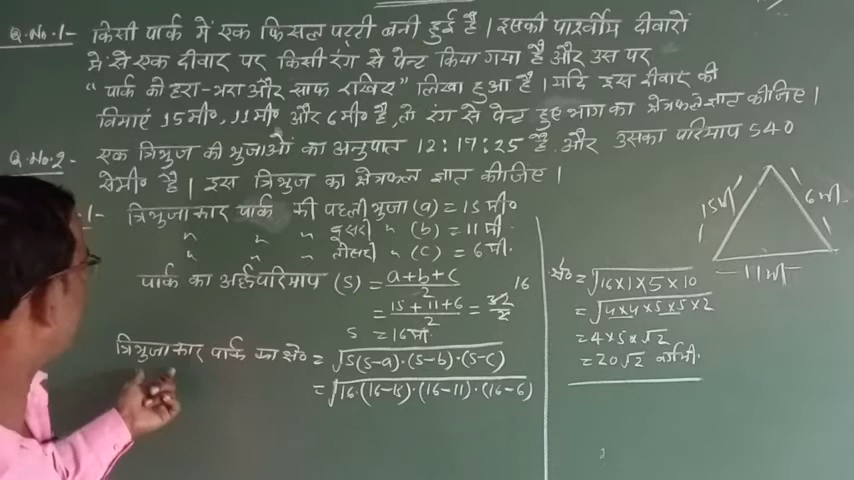 Q.No.1- किसी पार्क में एक फिसल पट्टी बनी हुई है। इसकी पार्श्वीय दीवारों
में से एक दीवार पर किसी रंग से पेन्ट किया गया है और उस पर
"पार्क को हरा-भरा और साफ रखिए" लिखा हुआ है। यदि इस दीवार की
विमाएं 15मी०, 11मी० और 6मी० है, तो रंग से पेन्ट हुए भाग का क्षेत्रफल ज्ञात कीजिए।
Q.No.2- एक त्रिभुज की भुजाओं का अनुपात 12:17:25 है और उसका परिमाप 540
सेमी० है। इस त्रिभुज का क्षेत्रफल ज्ञात कीजिए।
1- त्रिभुजाकार पार्क की पहली भुजा (a) = 15 मी०
" " " दूसरी " (b) = 11 मी.
" " " तीसरी " (c) = 6 मी.
पार्क का अर्द्धपरिमाप (s) = a+b+c/2
= 15+11+6/2 = 32/2 16
s = 16 मी.
त्रिभुजाकार पार्क का क्षे० = √s(s-a)·(s-b)·(s-c)
= √16·(16-15)·(16-11)·(16-6)
क्षे० = √16×1×5×10
= √4×4×5×5×2
= 4×5×√2
= 20√2 वर्गमी.
15मी
6मी
11मी